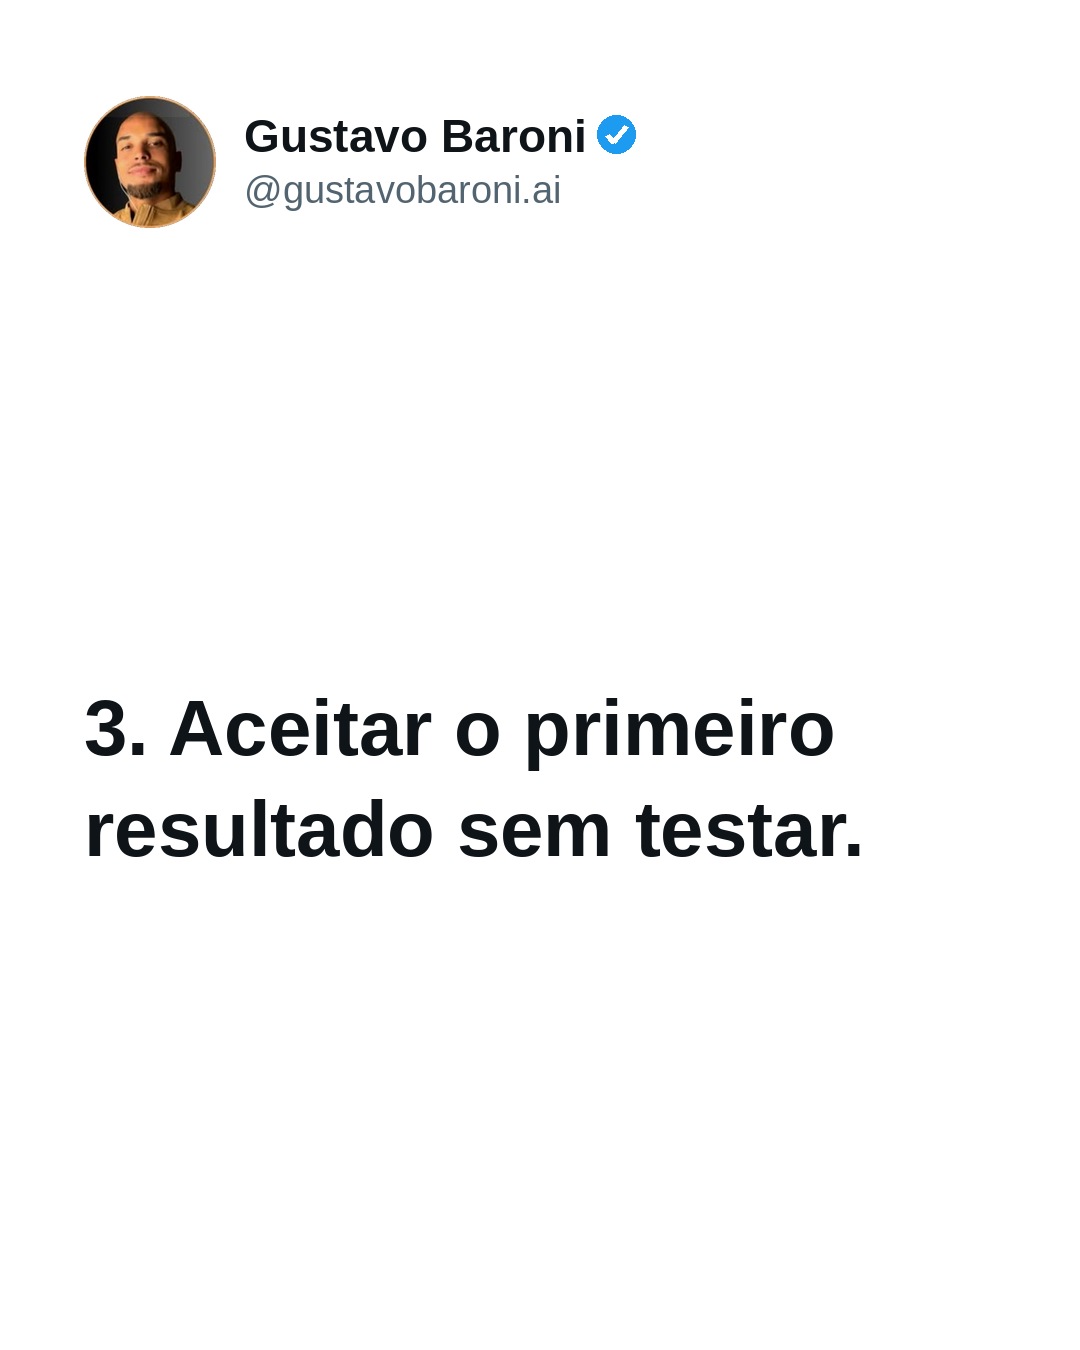 Gustavo Baroni
@gustavobaroni.ai
3. Aceitar o primeiro
resultado sem testar.